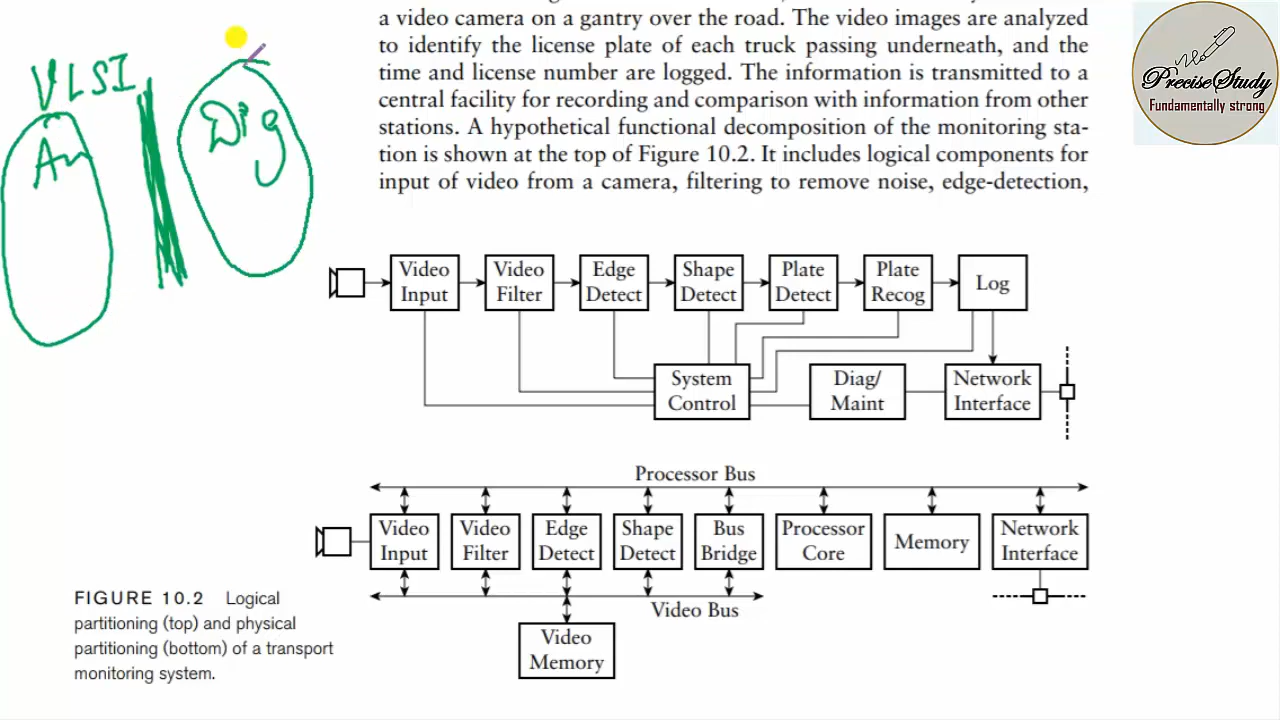 VLSI
An
Dig
a video camera on a gantry over the road. The video images are analyzed
to identify the license plate of each truck passing underneath, and the
time and license number are logged. The information is transmitted to a
central facility for recording and comparison with information from other
stations. A hypothetical functional decomposition of the monitoring sta-
tion is shown at the top of Figure 10.2. It includes logical components for
input of video from a camera, filtering to remove noise, edge-detection,
PreciseStudy
Fundamentally strong
Video
Input
Video
Filter
Edge
Detect
Shape
Detect
Plate
Detect
Plate
Recog
Log
System
Control
Diag/
Maint
Network
Interface
Processor Bus
Video
Input
Video
Filter
Edge
Detect
Shape
Detect
Bus
Bridge
Processor
Core
Memory
Network
Interface
Video Bus
Video
Memory
FIGURE 10.2 Logical
partitioning (top) and physical
partitioning (bottom) of a transport
monitoring system.